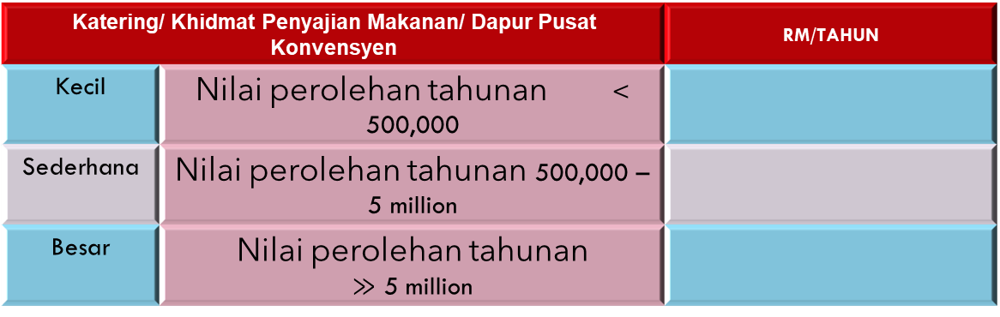 Katering/ Khidmat Penyajian Makanan/ Dapur Pusat
Konvensyen
RM/TAHUN
Kecil
Nilai perolehan tahunan <
500,000
Sederhana
Nilai perolehan tahunan 500,000 –
5 million
Besar
Nilai perolehan tahunan
≫ 5 million